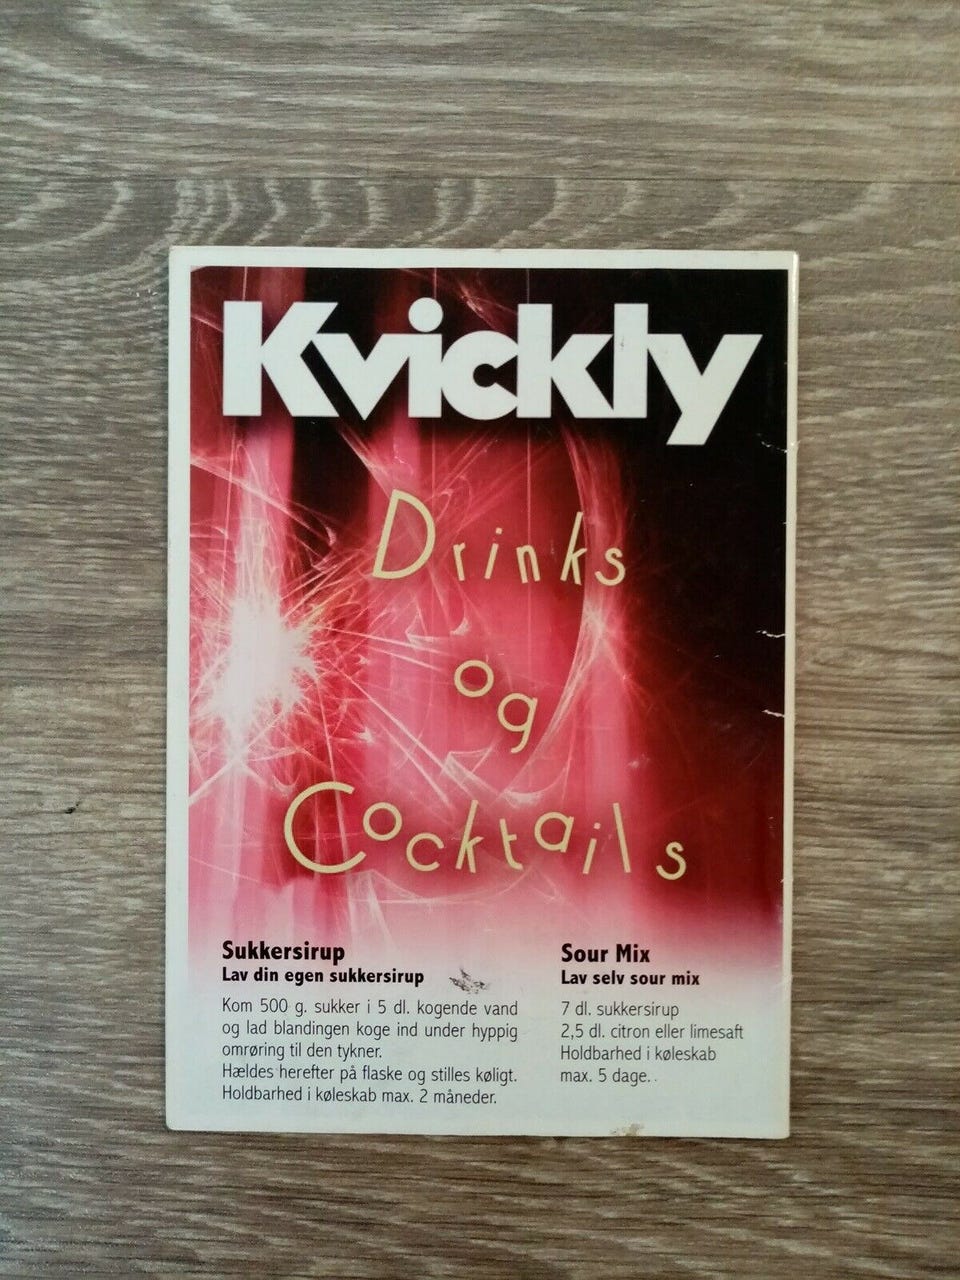 Kvickly
Drinks
og
Cocktails
Sukkersirup
Lav din egen sukkersirup
Kom 500 g. sukker i 5 dl. kogende vand
og lad blandingen koge ind under hyppig
omrøring til den tykner.
Hældes herefter på flaske og stilles køligt.
Holdbarhed i køleskab max. 2 måneder.
Sour Mix
Lav selv sour mix
7 dl. sukkersirup
2,5 dl. citron eller limesaft
Holdbarhed i køleskab
max. 5 dage.